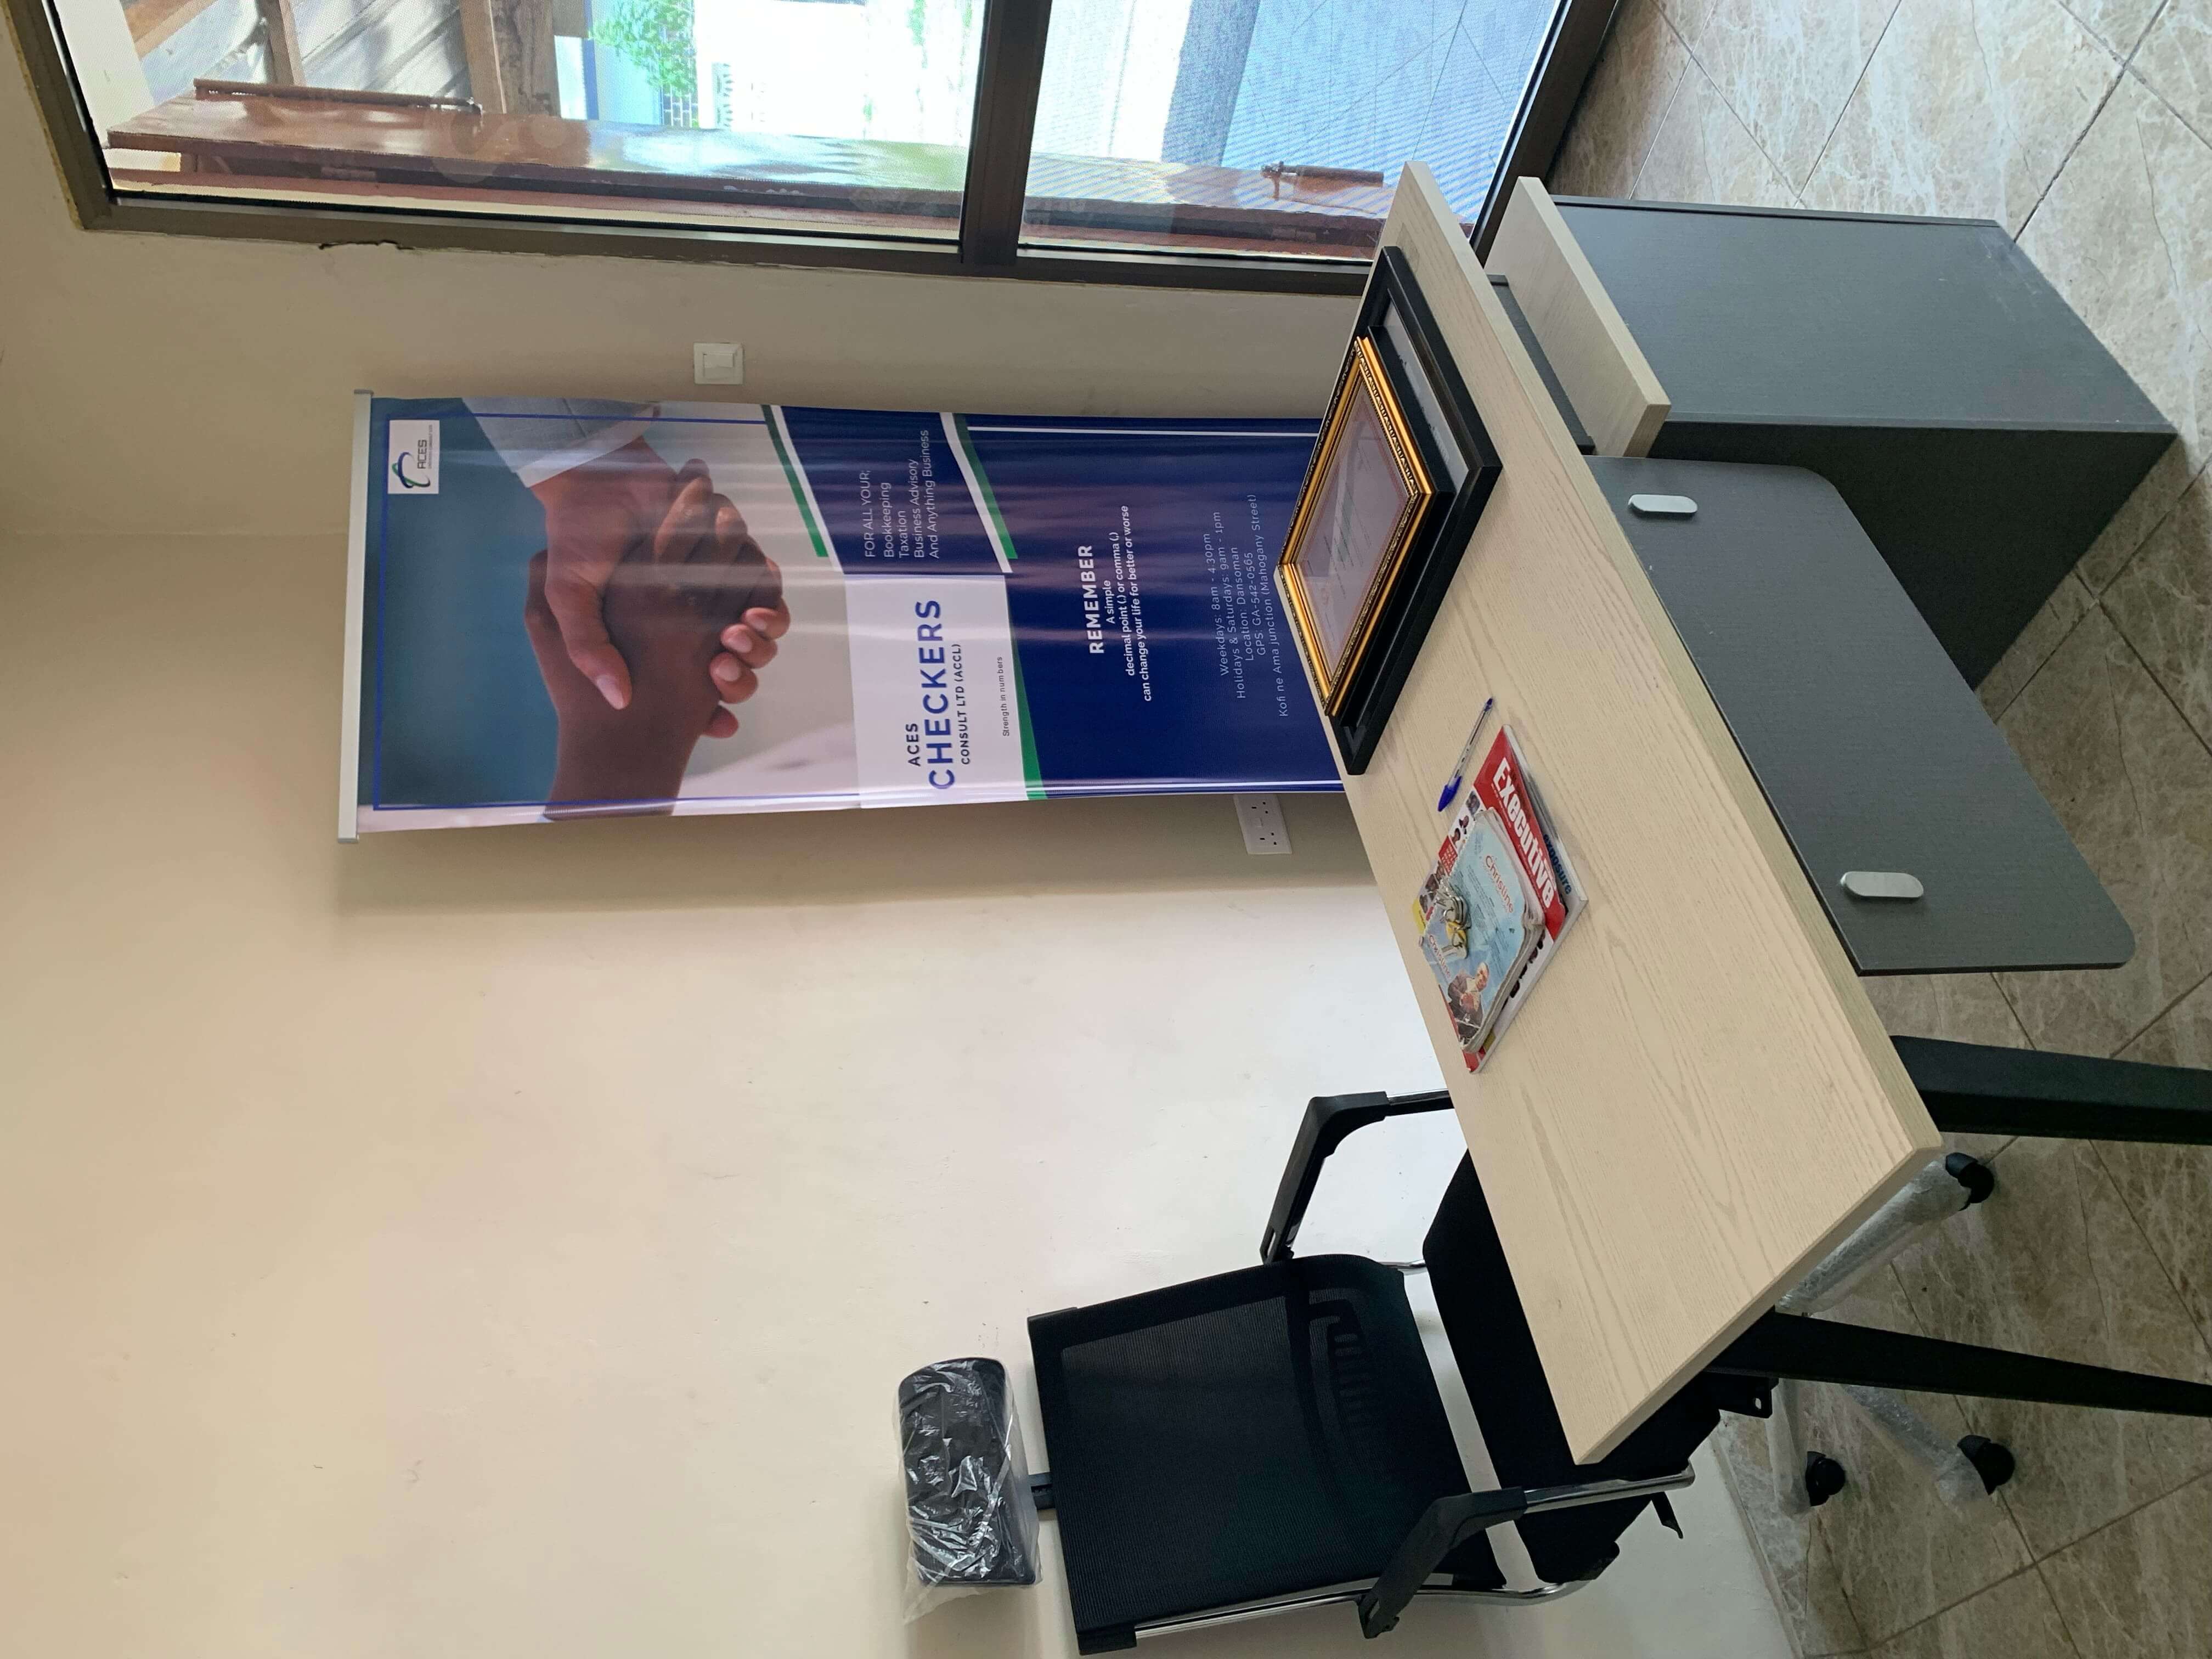 ACES
ACES
CHECKERS
CONSULT LTD (ACCL)
Strength in numbers
FOR ALL YOUR;
Bookkeeping
Taxation
Business Advisory
And Anything Business
REMEMBER
A simple
decimal point (.) or comma (,)
can change your life for better or worse
Weekdays: 8am - 4.30pm
Holidays & Saturdays: 9am - 1pm
Location: Dansoman
GPS: GA-542-0565
Kofi ne Ama junction (Mahogany Street)
Christine
Executive
exposure